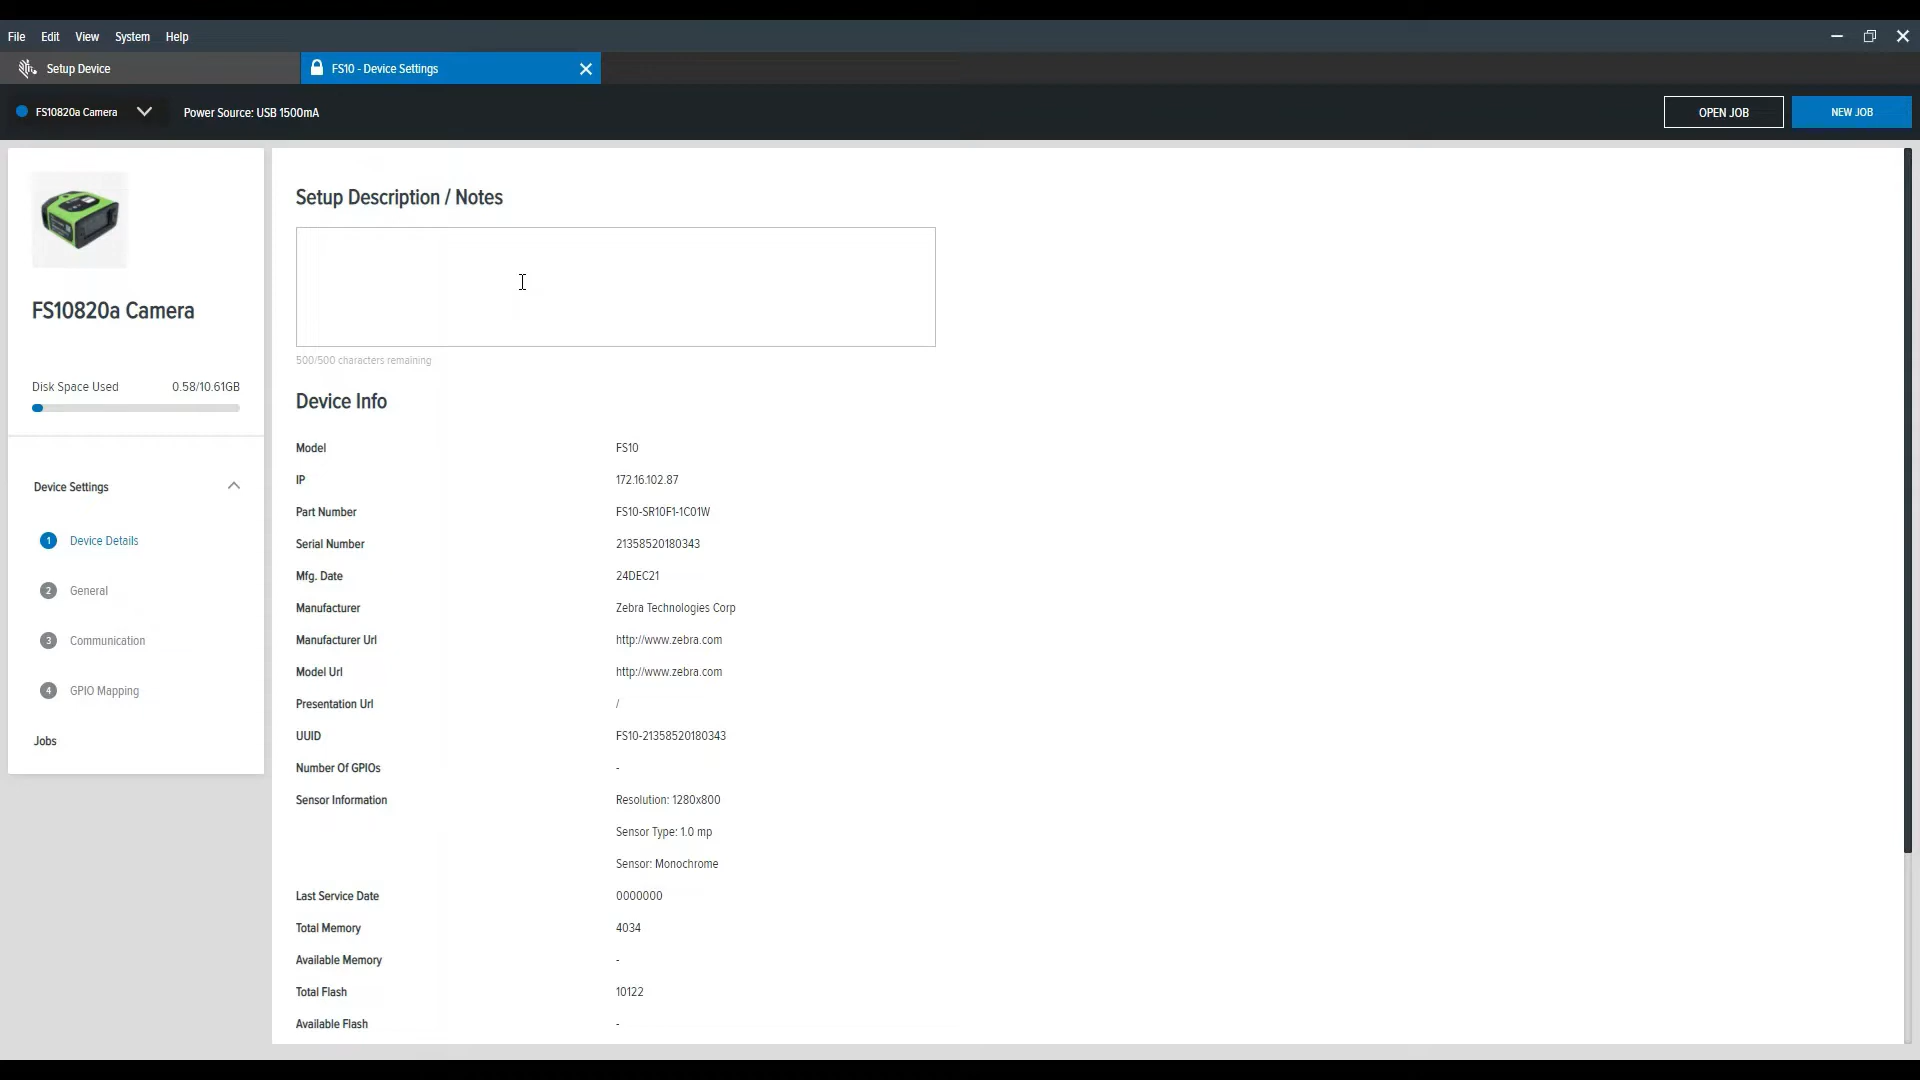 File Edit View System Help
Setup Device FS10 - Device Settings
FS10820a Camera Power Source: USB 1500mA OPEN JOB NEW JOB
FS10820a Camera
Disk Space Used 0.58/10.61GB
Device Settings
1 Device Details
2 General
3 Communication
4 GPIO Mapping
Jobs
Setup Description / Notes
500/500 characters remaining
Device Info
Model FS10
IP 172.16.102.87
Part Number FS10-SR10F1-1C01W
Serial Number 21358520180343
Mfg. Date 24DEC21
Manufacturer Zebra Technologies Corp
Manufacturer Url http://www.zebra.com
Model Url http://www.zebra.com
Presentation Url /
UUID FS10-21358520180343
Number Of GPIOs -
Sensor Information Resolution: 1280x800
Sensor Type: 1.0 mp
Sensor: Monochrome
Last Service Date 0000000
Total Memory 4034
Available Memory -
Total Flash 10122
Available Flash -